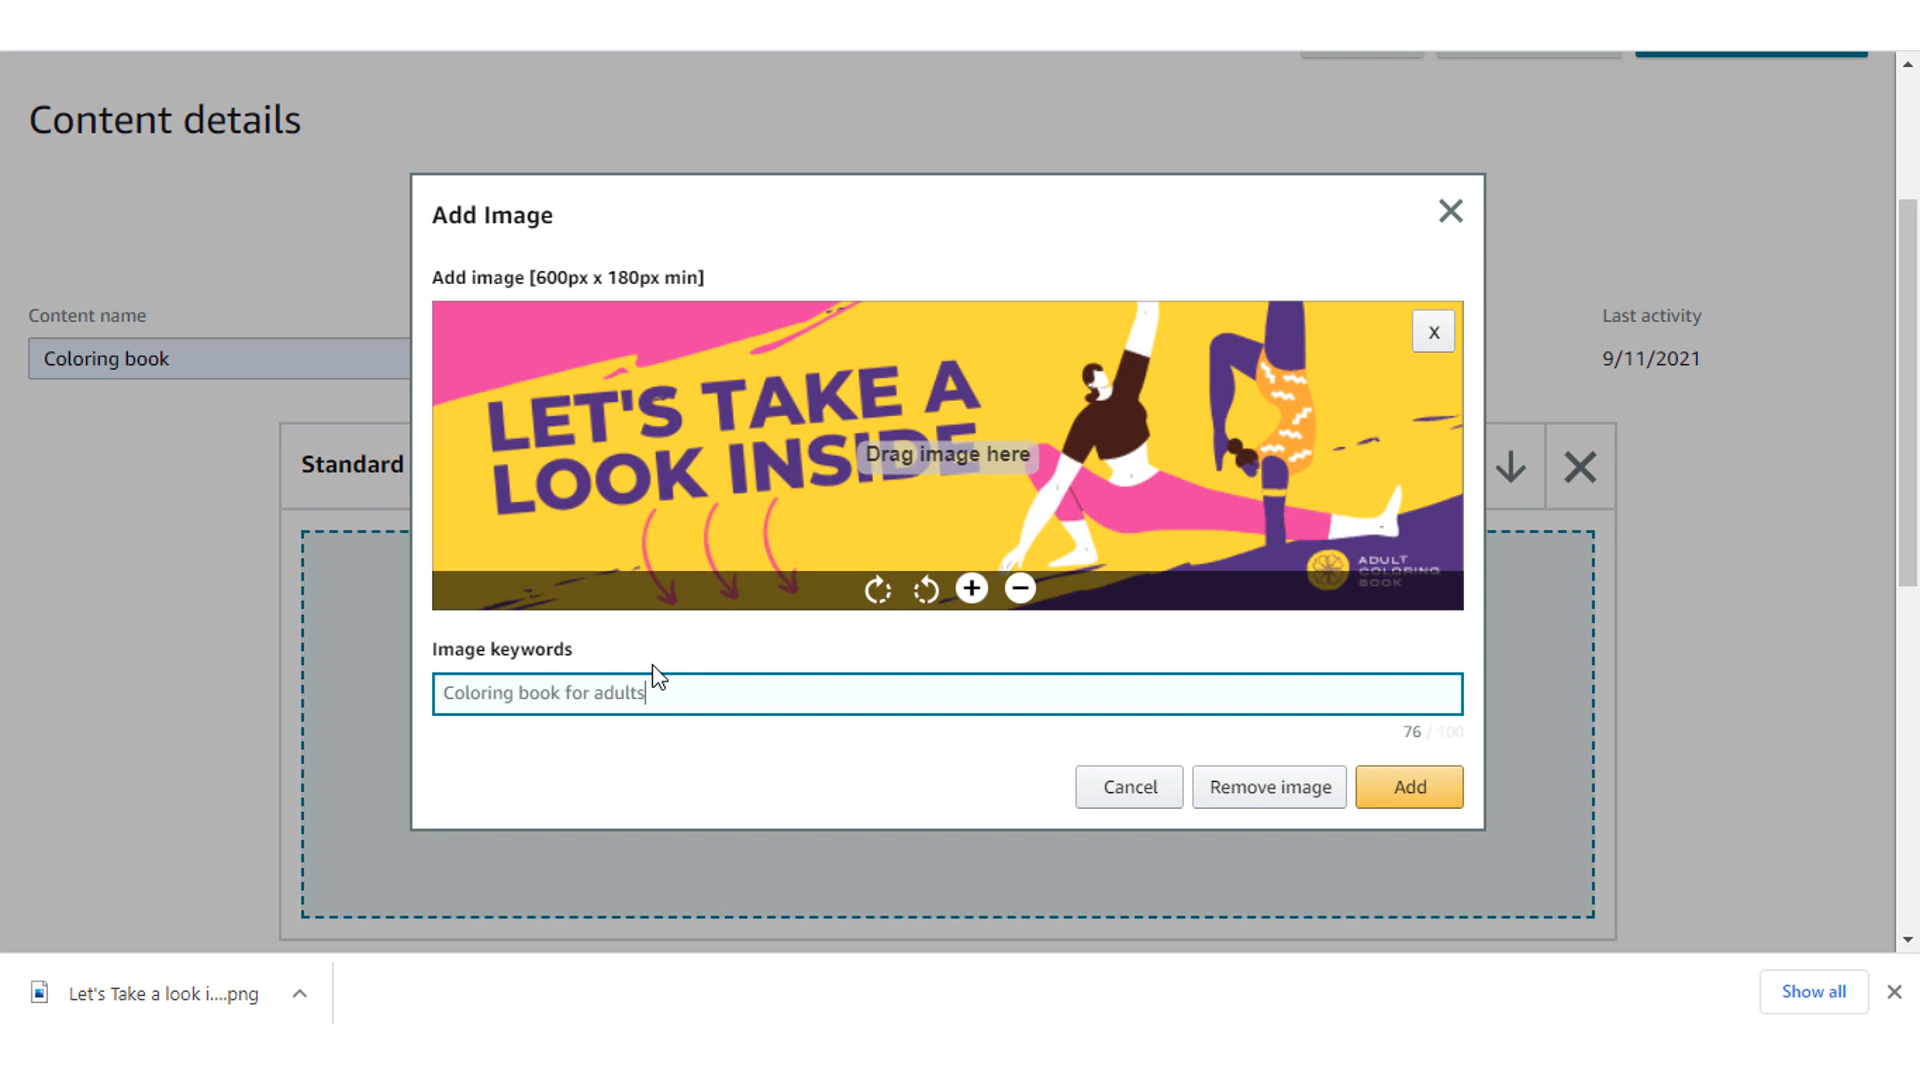 Content details
Add Image
Add image [600px x 180px min]
Content name
Last activity
X
Coloring book
9/11/2021
LET'S TAKE A
LOOK INSIDE
Drag image here
Standard
ADULT
COLORING
BOOK
Image keywords
Coloring book for adults
76 / 100
Cancel
Remove image
Add
Let's Take a look i....png
Show all